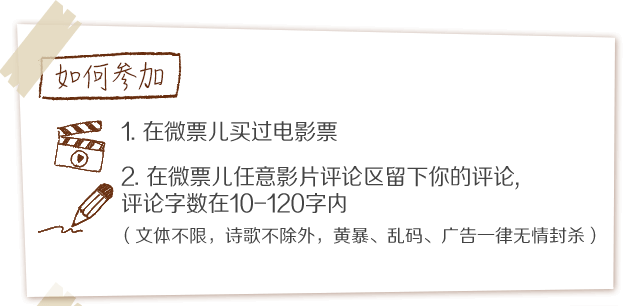 如何参加
1. 在微票儿买过电影票
2. 在微票儿任意影片评论区留下你的评论,
评论字数在10-120字内
（文体不限，诗歌不除外，黄暴、乱码、广告一律无情封杀）